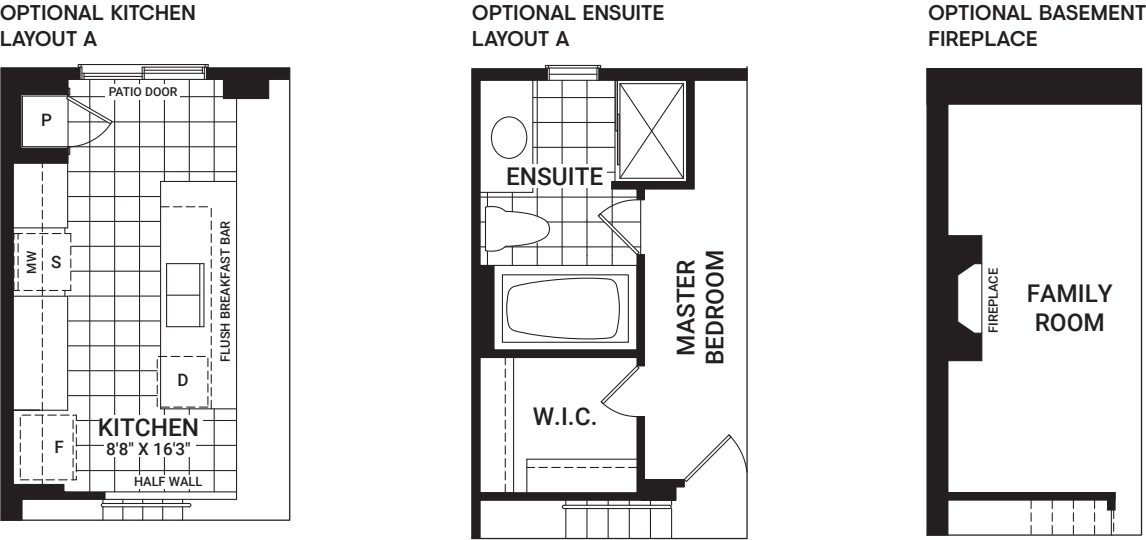 OPTIONAL KITCHEN
LAYOUT A
PATIO DOOR
P
MW
S
FLUSH BREAKFAST BAR
D
KITCHEN
8'8" X 16'3"
F
HALF WALL
OPTIONAL ENSUITE
LAYOUT A
ENSUITE
MASTER
BEDROOM
W.I.C.
OPTIONAL BASEMENT
FIREPLACE
FIREPLACE
FAMILY
ROOM